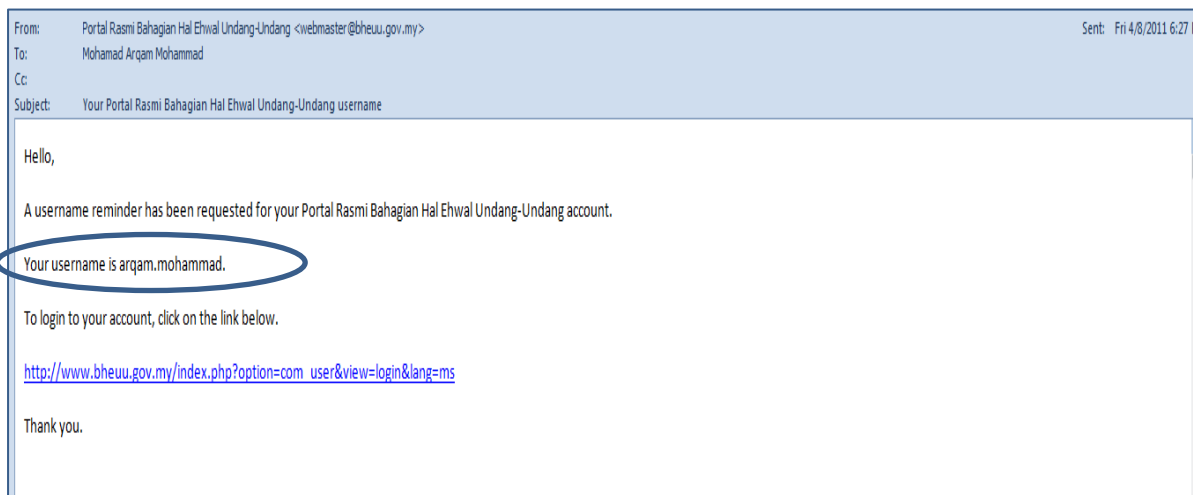 From: Portal Rasmi Bahagian Hal Ehwal Undang-Undang <webmaster@bheuu.gov.my> Sent: Fri 4/8/2011 6:27
To: Mohamad Arqam Mohammad
Cc:
Subject: Your Portal Rasmi Bahagian Hal Ehwal Undang-Undang username
Hello,
A username reminder has been requested for your Portal Rasmi Bahagian Hal Ehwal Undang-Undang account.
Your username is arqam.mohammad.
To login to your account, click on the link below.
http://www.bheuu.gov.my/index.php?option=com_user&view=login&lang=ms
Thank you.